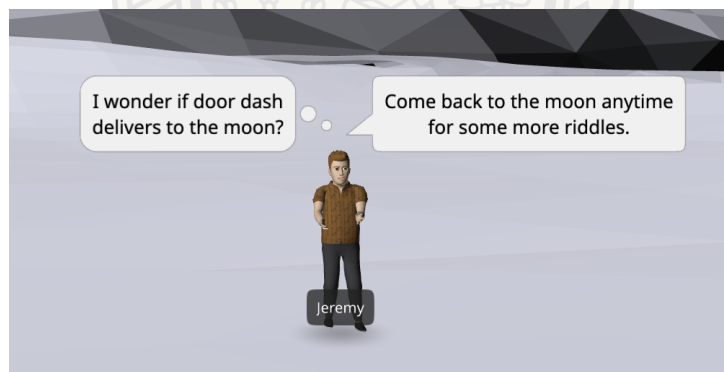 I wonder if door dash
delivers to the moon?
Come back to the moon anytime
for some more riddles.
Jeremy